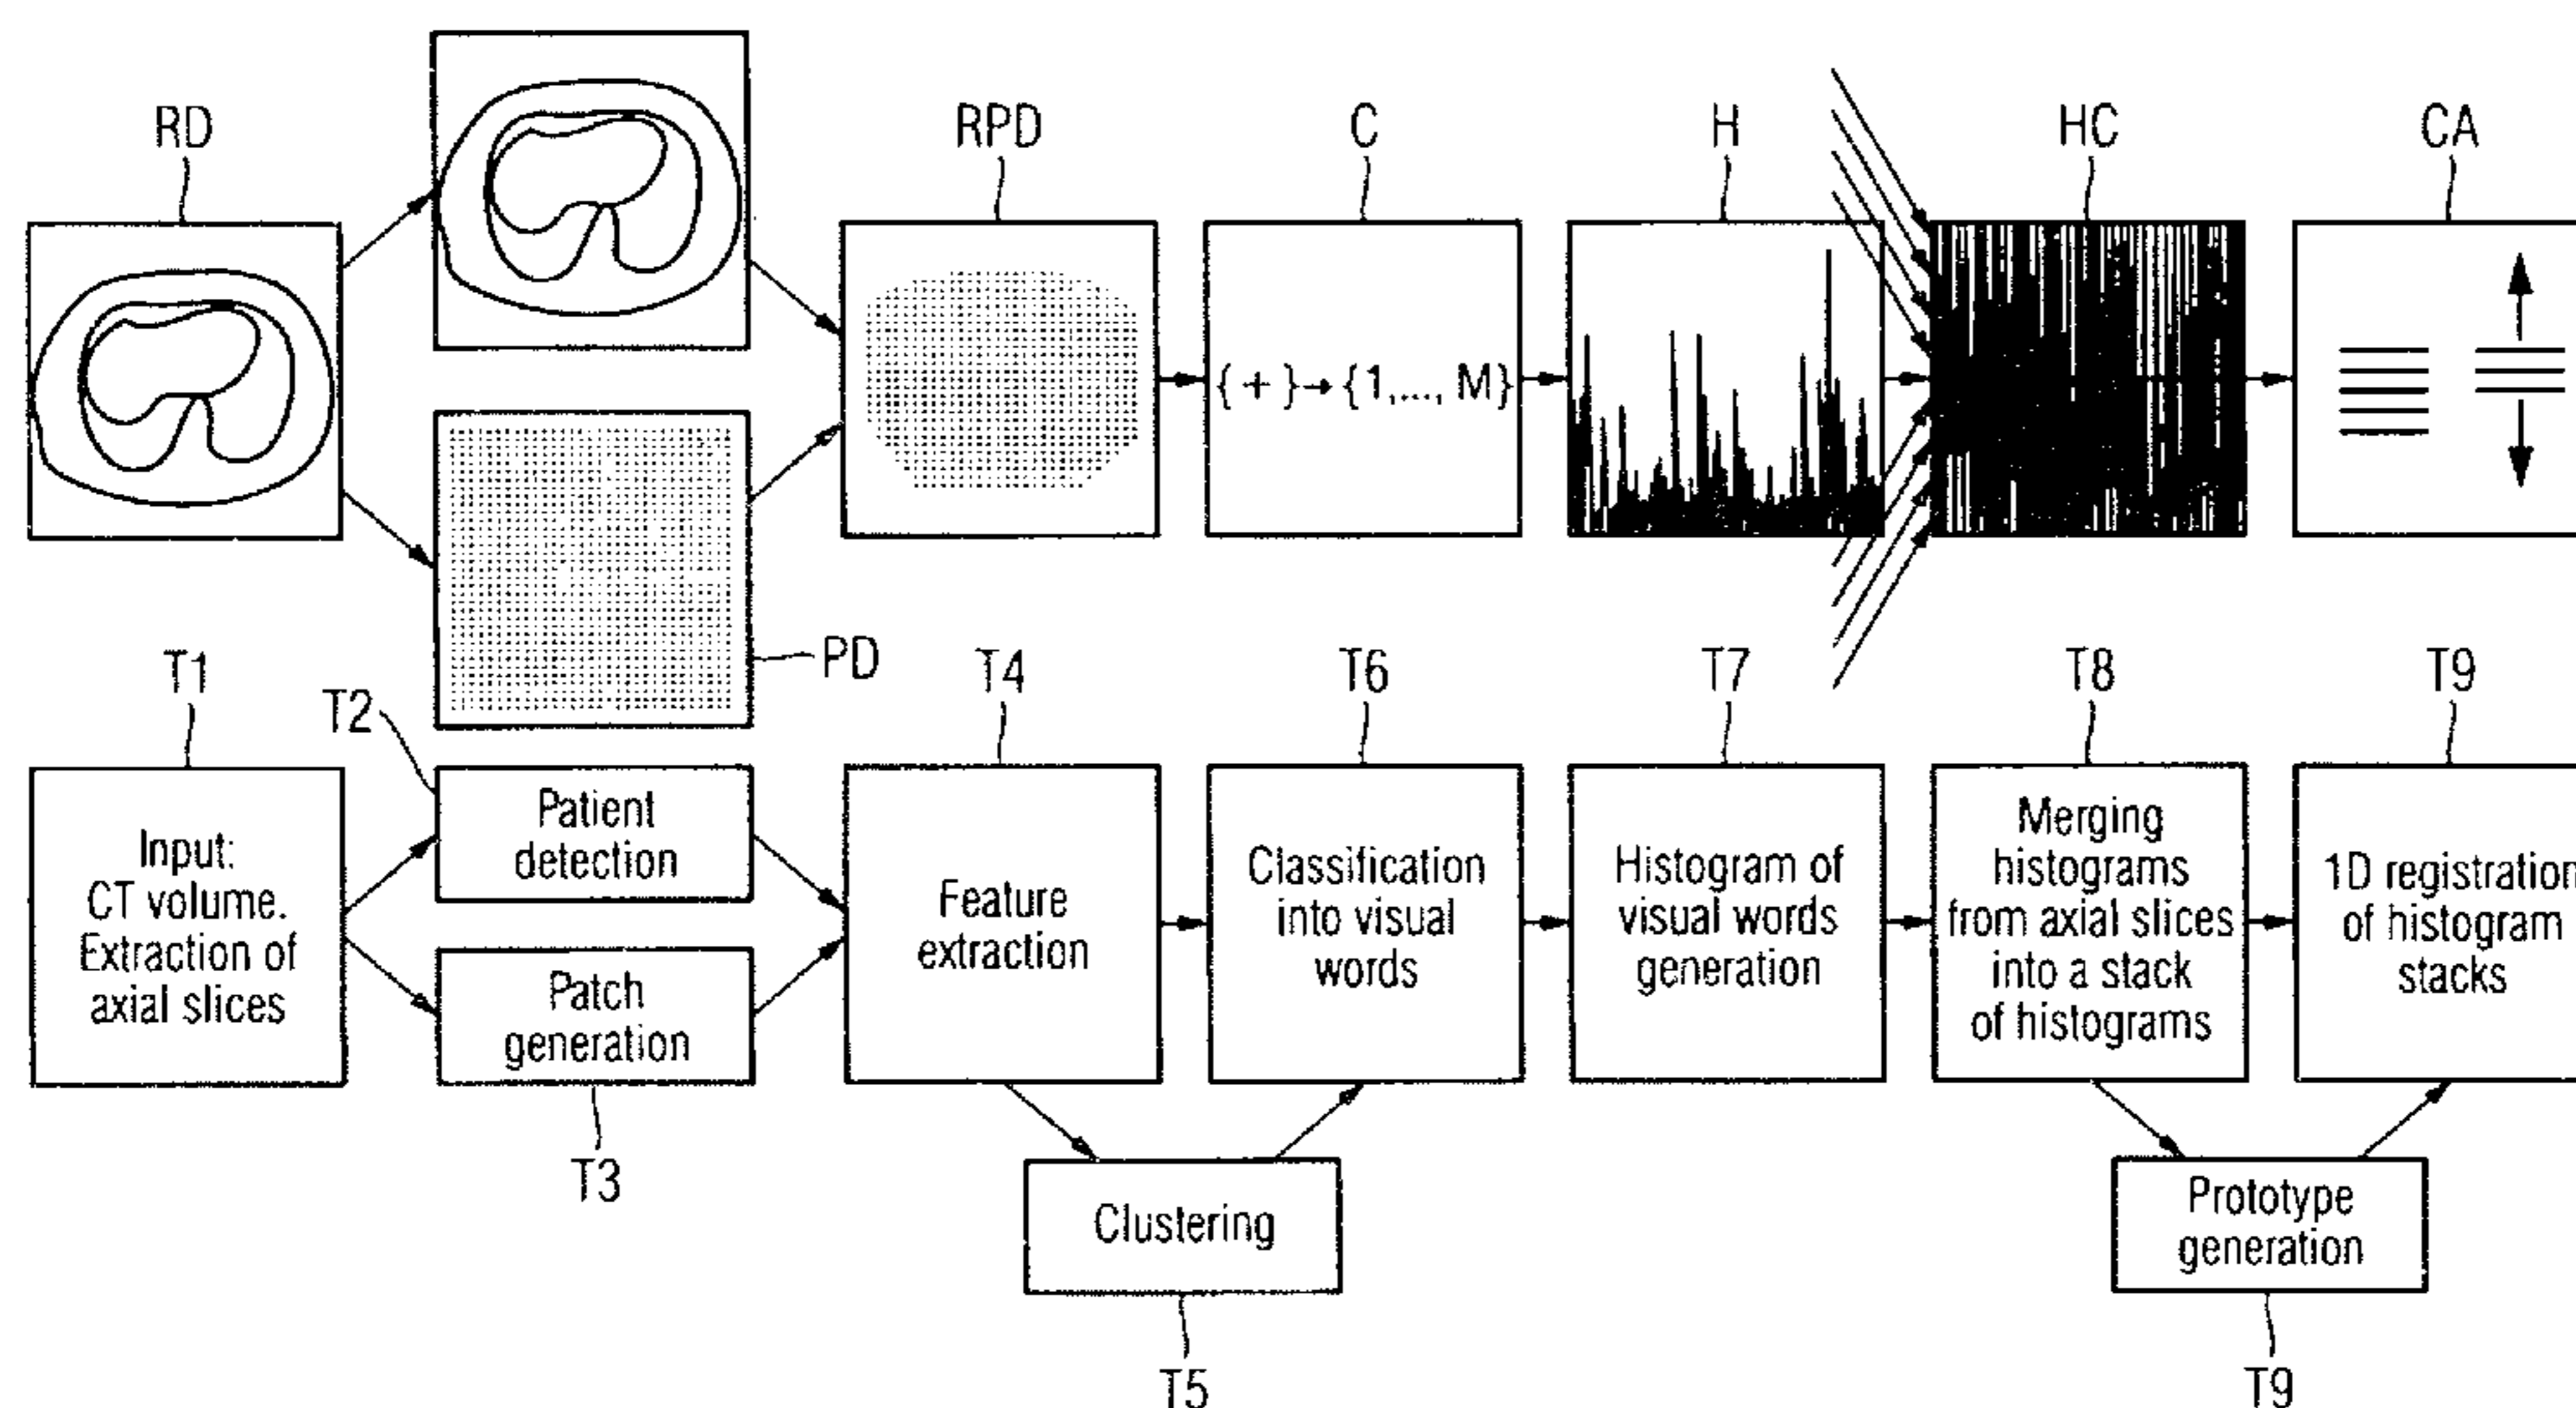 RD
RPD
C
H
HC
CA
{+}→{1,..., M}
PD
T1
T2
T4
T6
T7
T8
T9
Input:
CT volume.
Extraction of
axial slices
Patient
detection
Patch
generation
Feature
extraction
Classification
into visual
words
Histogram of
visual words
generation
Merging
histograms
from axial slices
into a stack
of histograms
1D registration
of histogram
stacks
T3
Clustering
Prototype
generation
T5
T9